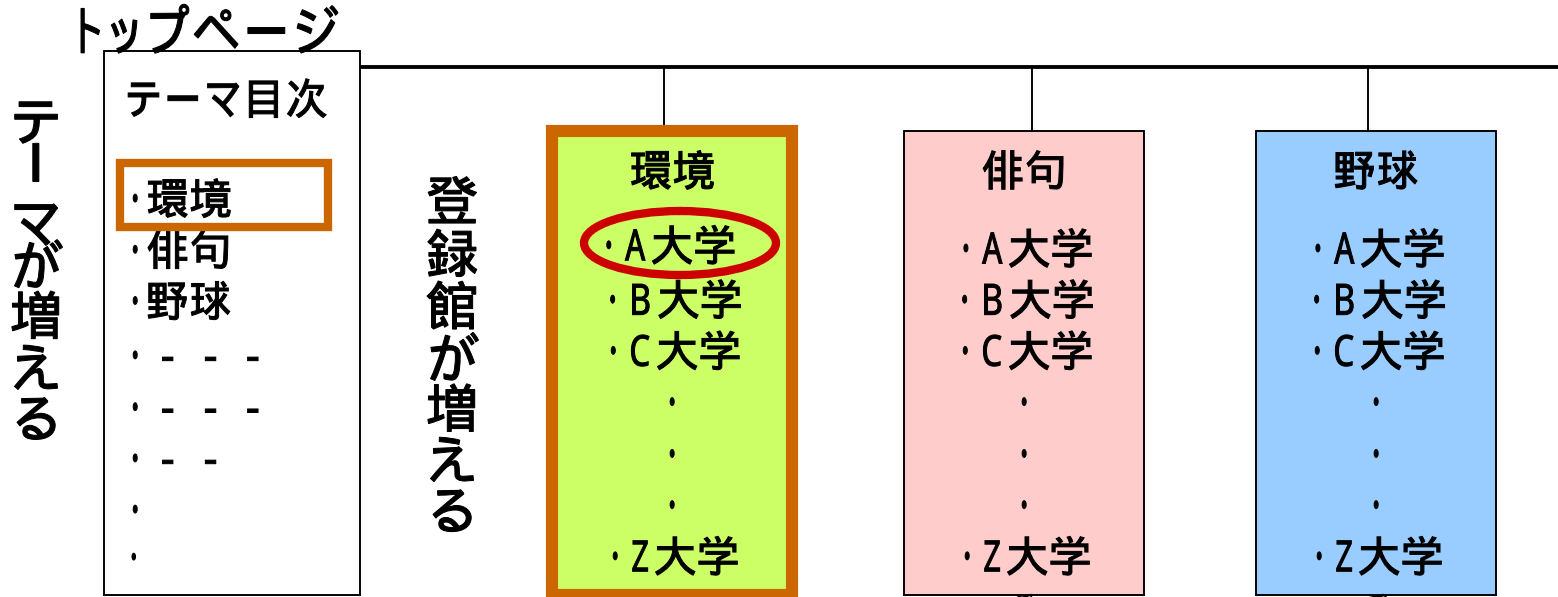 トップページ
テーマが増える
テーマ目次
・環境
・俳句
・野球
・- - -
・- - -
・- -
・
・
登録館が増える
環境
・A大学
・B大学
・C大学
・
・
・
・Z大学
俳句
・A大学
・B大学
・C大学
・
・
・
・Z大学
野球
・A大学
・B大学
・C大学
・
・
・
・Z大学